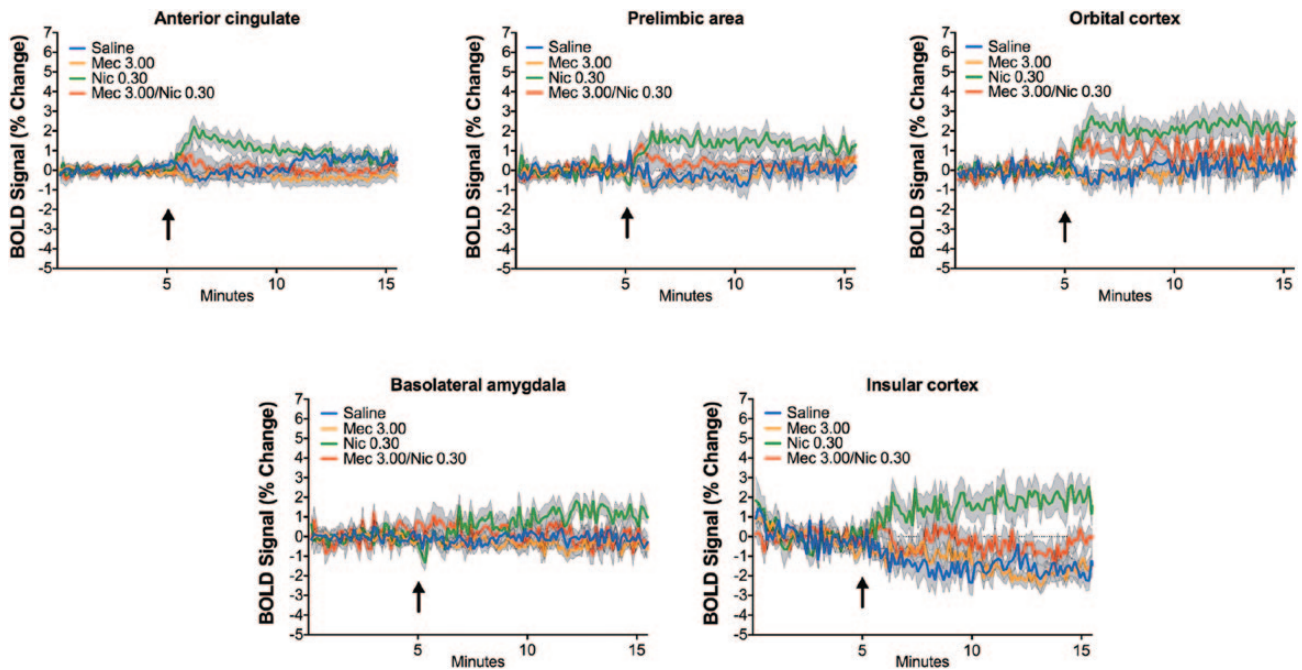 Anterior cingulate
BOLD Signal (% Change)
7
6
5
4
3
2
1
0
-1
-2
-3
-4
-5
Saline
Mec 3.00
Nic 0.30
Mec 3.00/Nic 0.30
5
10
15
Minutes
Prelimbic area
BOLD Signal (% Change)
7
6
5
4
3
2
1
0
-1
-2
-3
-4
-5
Saline
Mec 3.00
Nic 0.30
Mec 3.00/Nic 0.30
5
10
15
Minutes
Orbital cortex
BOLD Signal (% Change)
7
6
5
4
3
2
1
0
-1
-2
-3
-4
-5
Saline
Mec 3.00
Nic 0.30
Mec 3.00/Nic 0.30
5
10
15
Minutes
Basolateral amygdala
BOLD Signal (% Change)
7
6
5
4
3
2
1
0
-1
-2
-3
-4
-5
Saline
Mec 3.00
Nic 0.30
Mec 3.00/Nic 0.30
5
10
15
Minutes
Insular cortex
BOLD Signal (% Change)
7
6
5
4
3
2
1
0
-1
-2
-3
-4
-5
Saline
Mec 3.00
Nic 0.30
Mec 3.00/Nic 0.30
5
10
15
Minutes